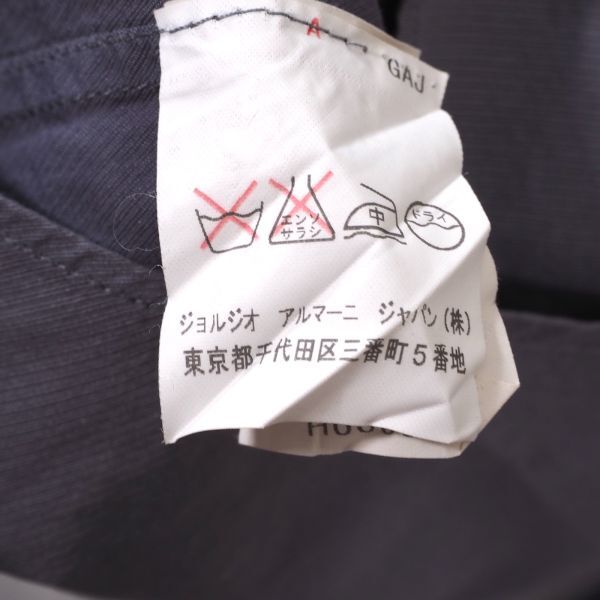 A
GAJ
エンソ
サラシ
中
ドライ
ジョルジオ アルマーニ ジャパン(株)
東京都千代田区三番町5番地